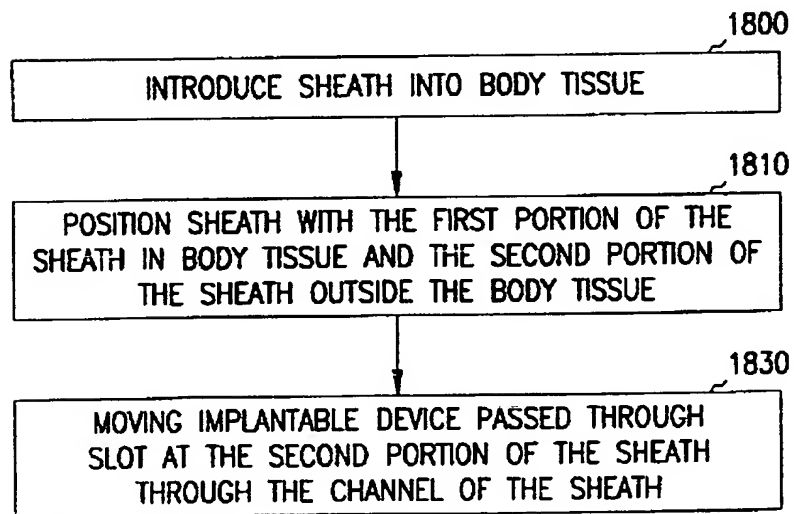 1800
INTRODUCE SHEATH INTO BODY TISSUE
1810
POSITION SHEATH WITH THE FIRST PORTION OF THE
SHEATH IN BODY TISSUE AND THE SECOND PORTION OF
THE SHEATH OUTSIDE THE BODY TISSUE
1830
MOVING IMPLANTABLE DEVICE PASSED THROUGH
SLOT AT THE SECOND PORTION OF THE SHEATH
THROUGH THE CHANNEL OF THE SHEATH